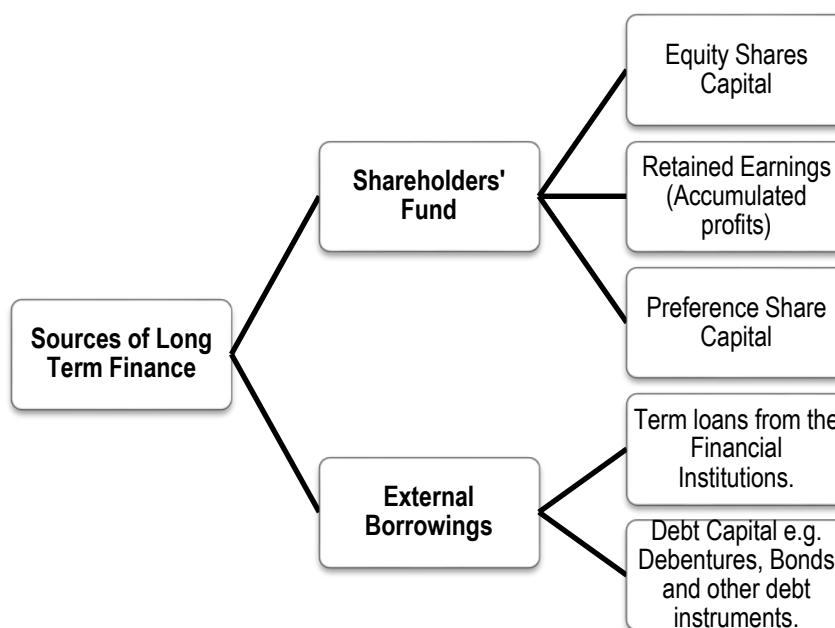 Sources of Long
Term Finance
Shareholders'
Fund
Equity Shares
Capital
Retained Earnings
(Accumulated
profits)
Preference Share
Capital
External
Borrowings
Term loans from the
Financial
Institutions.
Debt Capital e.g.
Debentures, Bonds
and other debt
instruments.